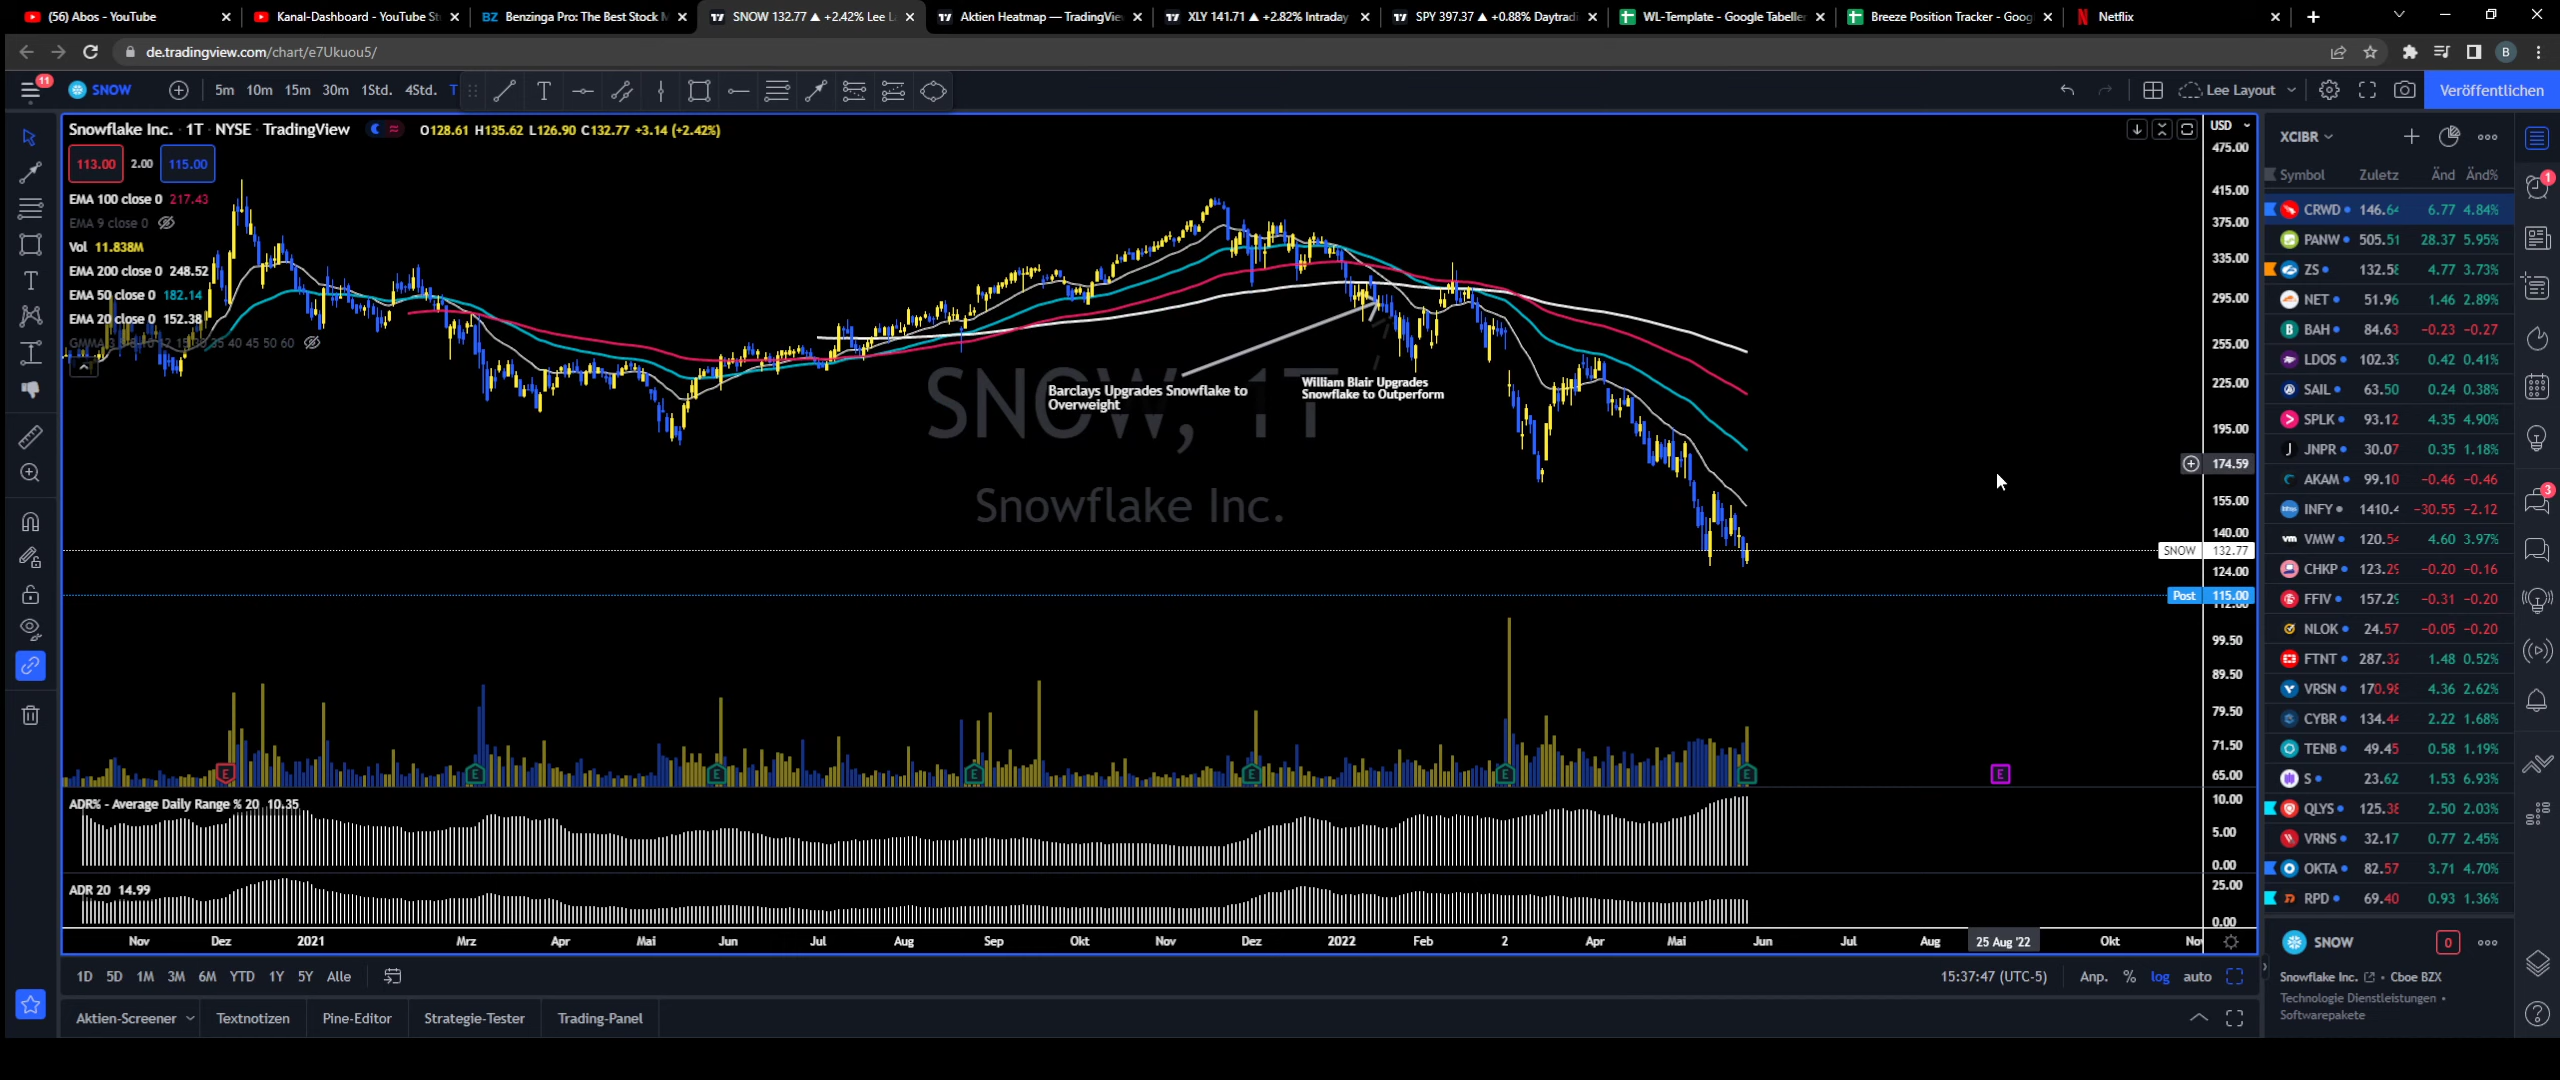 (56) Abos - YouTube
Kanal-Dashboard - YouTube St
BZ Benzinga Pro: The Best Stock M
SNOW 132.77 ▲ +2.42% Lee L
Aktien Heatmap — TradingVie
XLY 141.71 ▲ +2.82% Intraday
SPY 397.37 ▲ +0.88% Daytradi
WL-Template - Google Tabelle
Breeze Position Tracker - Goog
Netflix
de.tradingview.com/chart/e7Ukuou5/
B
11
SNOW
5m 10m 15m 30m 1Std. 4Std. T
Lee Layout
Veröffentlichen
Snowflake Inc. · 1T · NYSE · TradingView
O128.61 H135.62 L126.90 C132.77 +3.14 (+2.42%)
113.00 2.00 115.00
EMA 100 close 0 217.43
EMA 9 close 0
Vol 11.838M
EMA 200 close 0 248.52
EMA 50 close 0 182.14
EMA 20 close 0 152.38
40 45 50 60
SNOW, 1T
Snowflake Inc.
Barclays Upgrades Snowflake to
Overweight
William Blair Upgrades
Snowflake to Outperform
USD
475.00
415.00
375.00
335.00
295.00
255.00
225.00
195.00
174.59
155.00
140.00
SNOW 132.77
124.00
Post 115.00
99.50
89.50
79.50
71.50
65.00
E E E E E E E E
ADR% - Average Daily Range % 20 10.35
10.00
5.00
0.00
ADR 20 14.99
25.00
0.00
Nov Dez 2021 Mrz Apr Mai Jun Jul Aug Sep Okt Nov Dez 2022 Feb 2 Apr Mai Jun Jul Aug 25 Aug '22 Okt No
1D 5D 1M 3M 6M YTD 1Y 5Y Alle
15:37:47 (UTC-5) Anp. % log auto
Aktien-Screener Textnotizen Pine-Editor Strategie-Tester Trading-Panel
XCIBR
Symbol Zuletz Änd Änd%
CRWD 146.64 6.77 4.84%
PANW 505.51 28.37 5.95%
ZS 132.58 4.77 3.73%
NET 51.96 1.46 2.89%
BAH 84.63 -0.23 -0.27
LDOS 102.39 0.42 0.41%
SAIL 63.50 0.24 0.38%
SPLK 93.12 4.35 4.90%
JNPR 30.07 0.35 1.18%
AKAM 99.10 -0.46 -0.46
INFY 1410.4 -30.55 -2.12
VMW 120.54 4.60 3.97%
CHKP 123.29 -0.20 -0.16
FFIV 157.29 -0.31 -0.20
NLOK 24.57 -0.05 -0.20
FTNT 287.32 1.48 0.52%
VRSN 170.98 4.36 2.62%
CYBR 134.44 2.22 1.68%
TENB 49.45 0.58 1.19%
S 23.62 1.53 6.93%
QLYS 125.38 2.50 2.03%
VRNS 32.17 0.77 2.45%
OKTA 82.57 3.71 4.70%
RPD 69.40 0.93 1.36%
SNOW 0
Snowflake Inc. • Cboe BZX
Technologie Dienstleistungen •
Softwarepakete
1
3